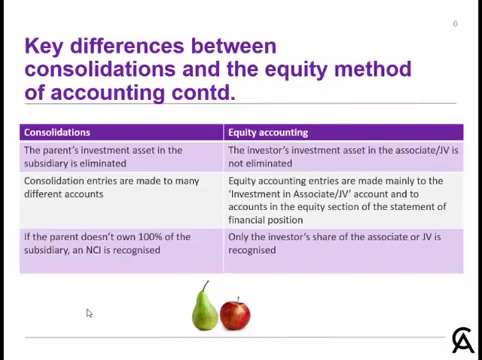 6
Key differences between
consolidations and the equity method
of accounting contd.
Consolidations
Equity accounting
The parent's investment asset in the
subsidiary is eliminated
The investor's investment asset in the associate/JV is
not eliminated
Consolidation entries are made to many
different accounts
Equity accounting entries are made mainly to the
'Investment in Associate/JV' account and to
accounts in the equity section of the statement of
financial position
If the parent doesn't own 100% of the
subsidiary, an NCI is recognised
Only the investor's share of the associate or JV is
recognised
CA